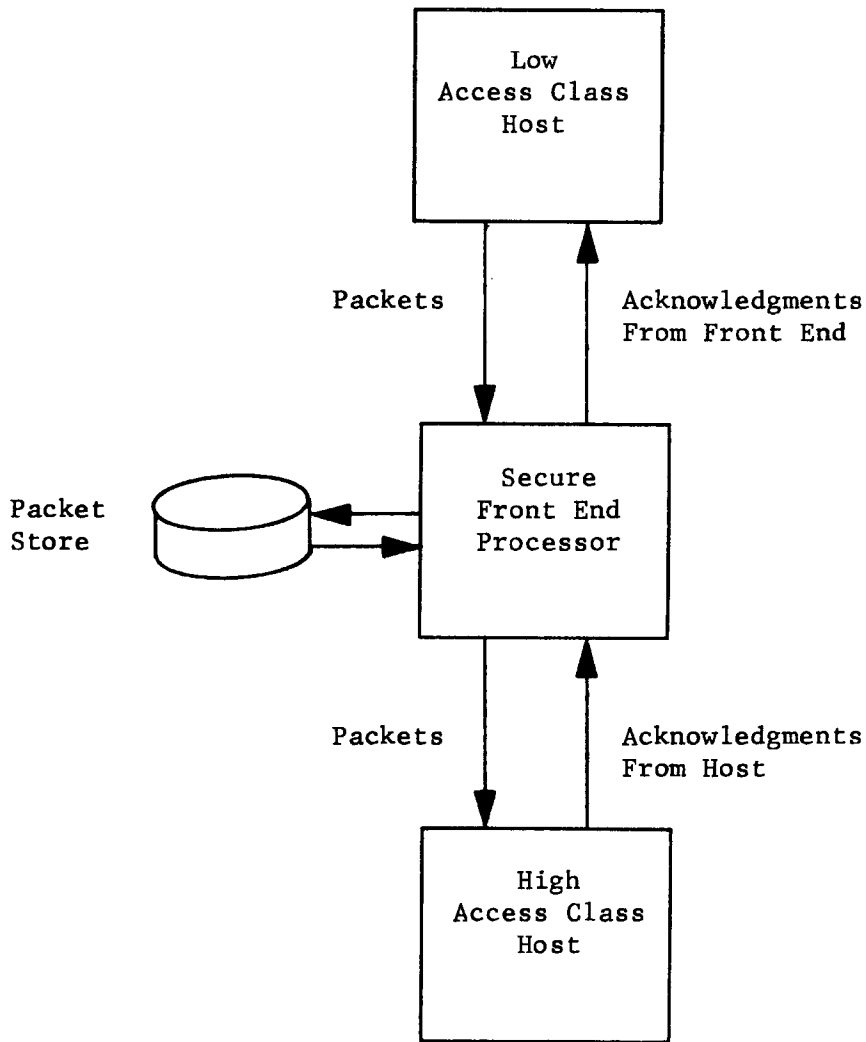 Low
Access Class
Host
Packets
Acknowledgments
From Front End
Packet
Store
Secure
Front End
Processor
Packets
Acknowledgments
From Host
High
Access Class
Host